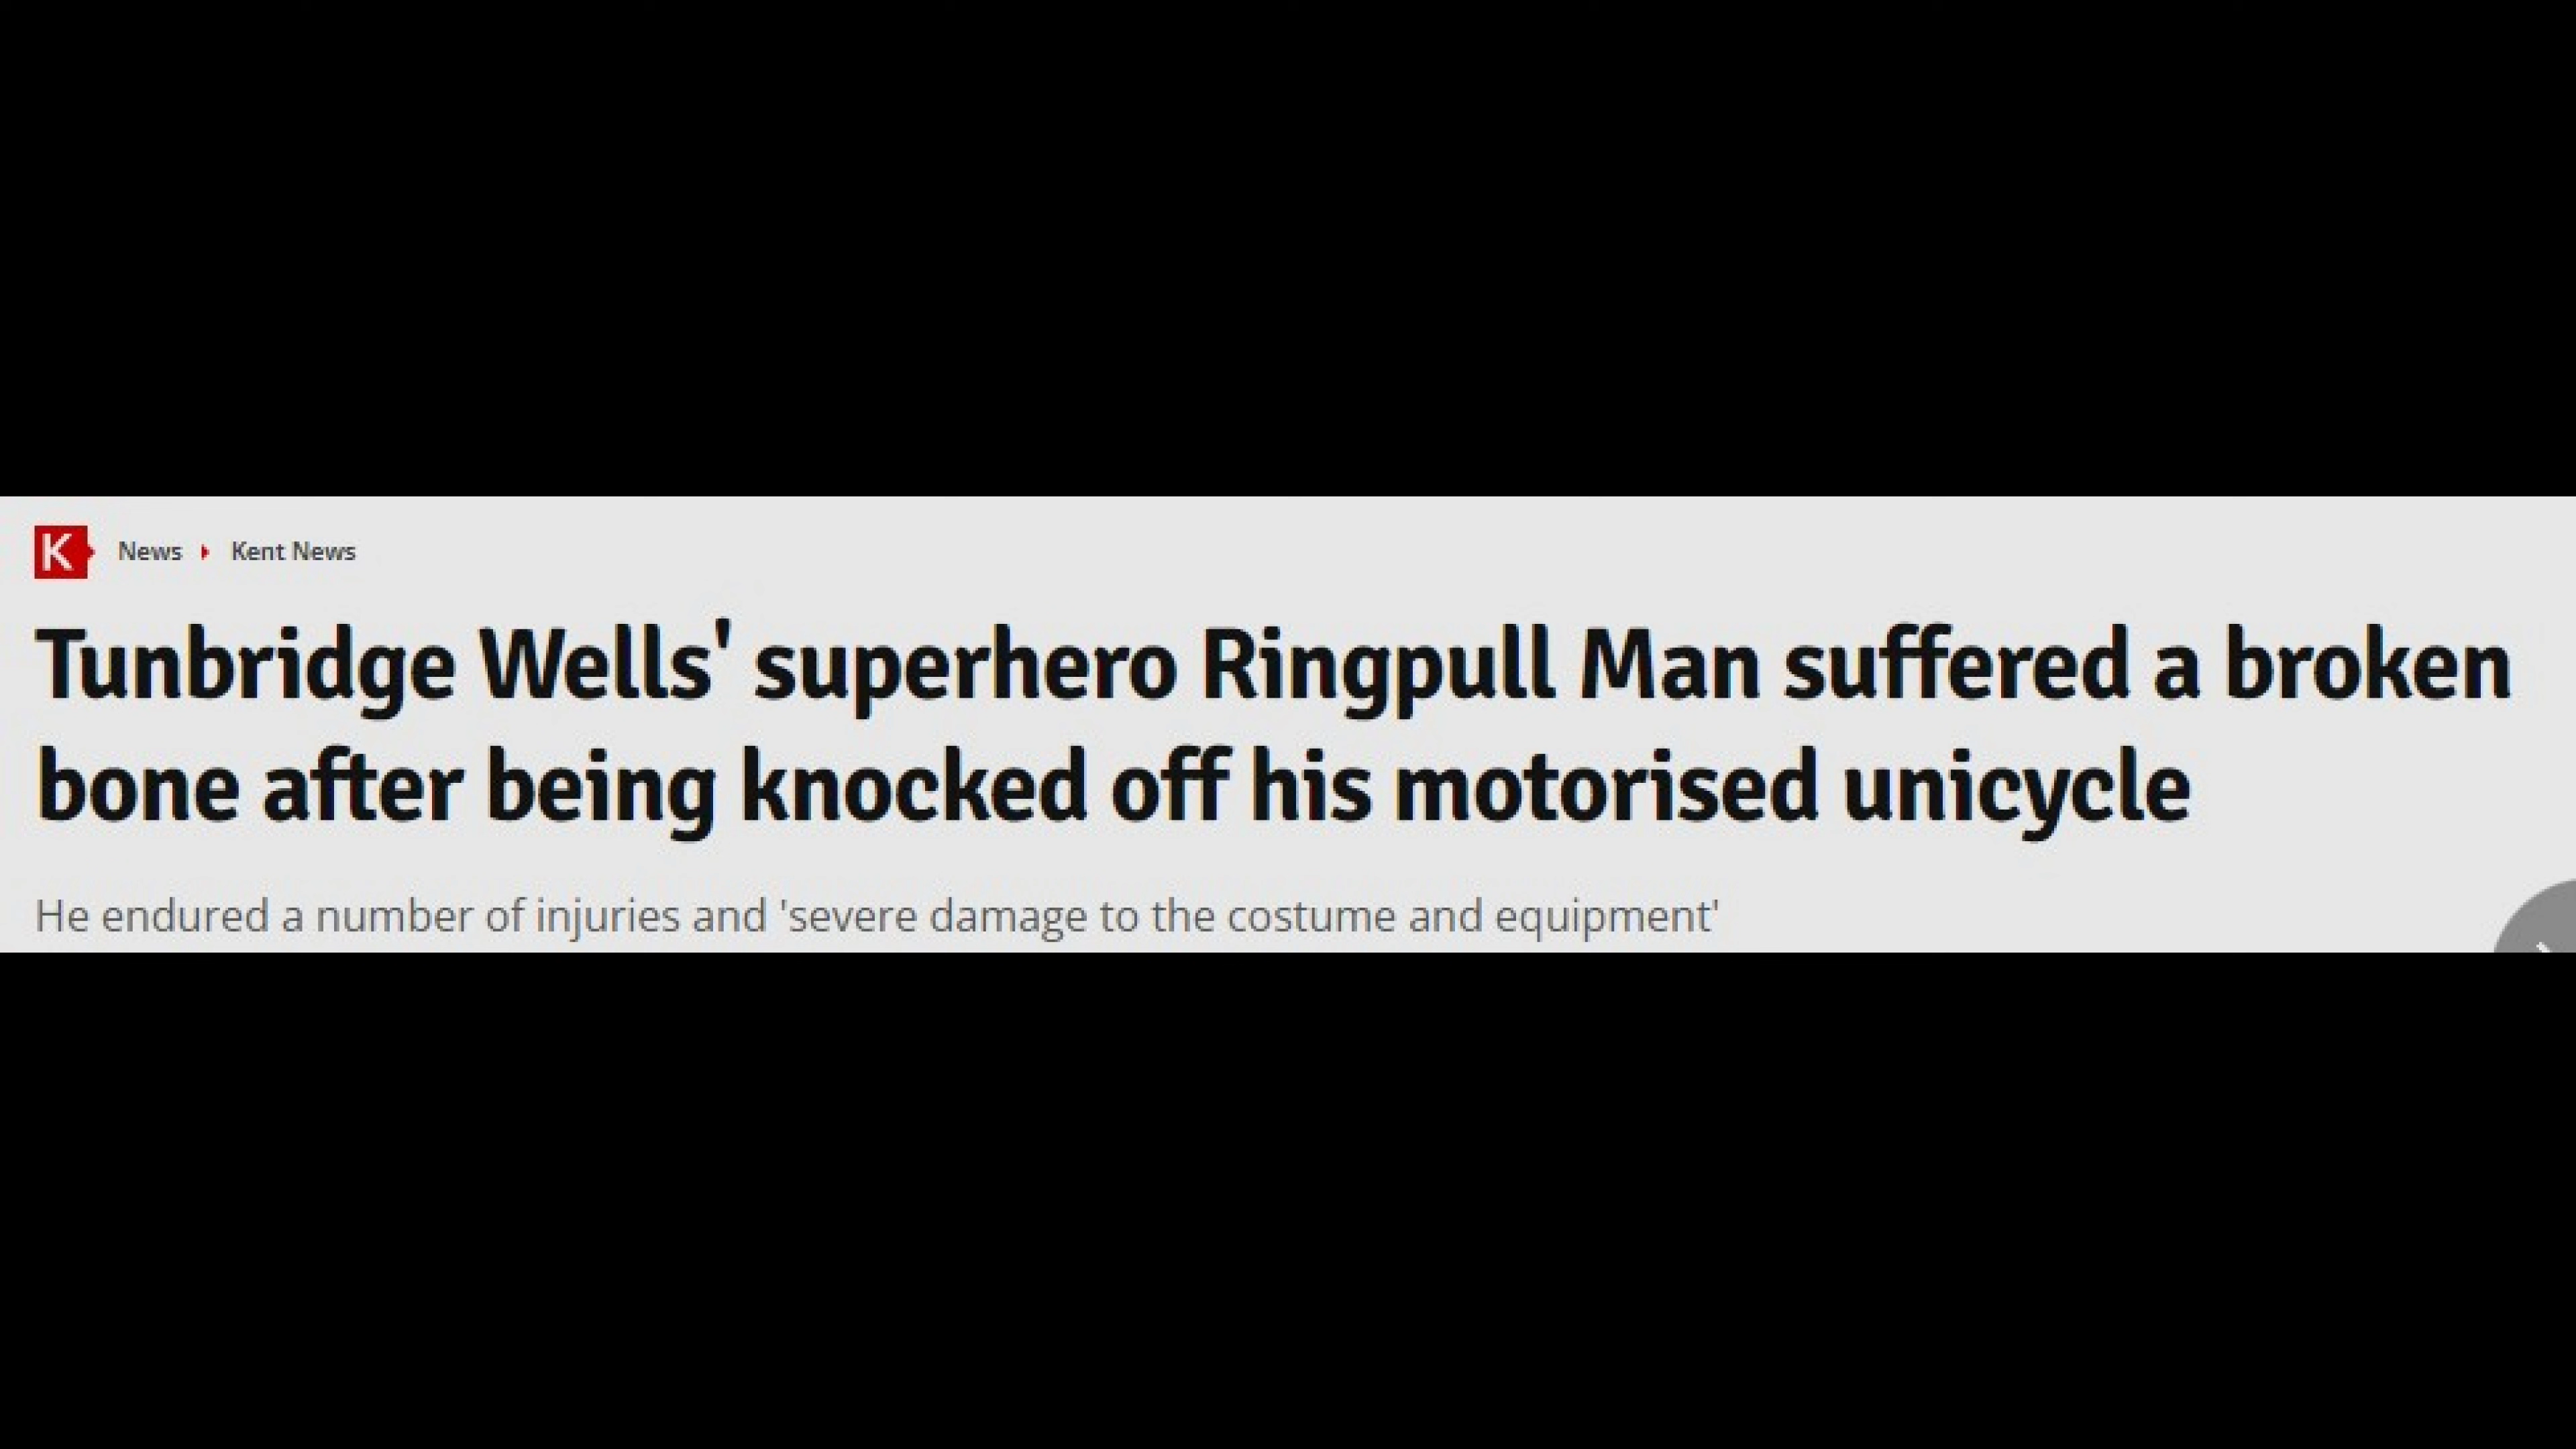 K News Kent News
Tunbridge Wells' superhero Ringpull Man suffered a broken
bone after being knocked off his motorised unicycle
He endured a number of injuries and 'severe damage to the costume and equipment'